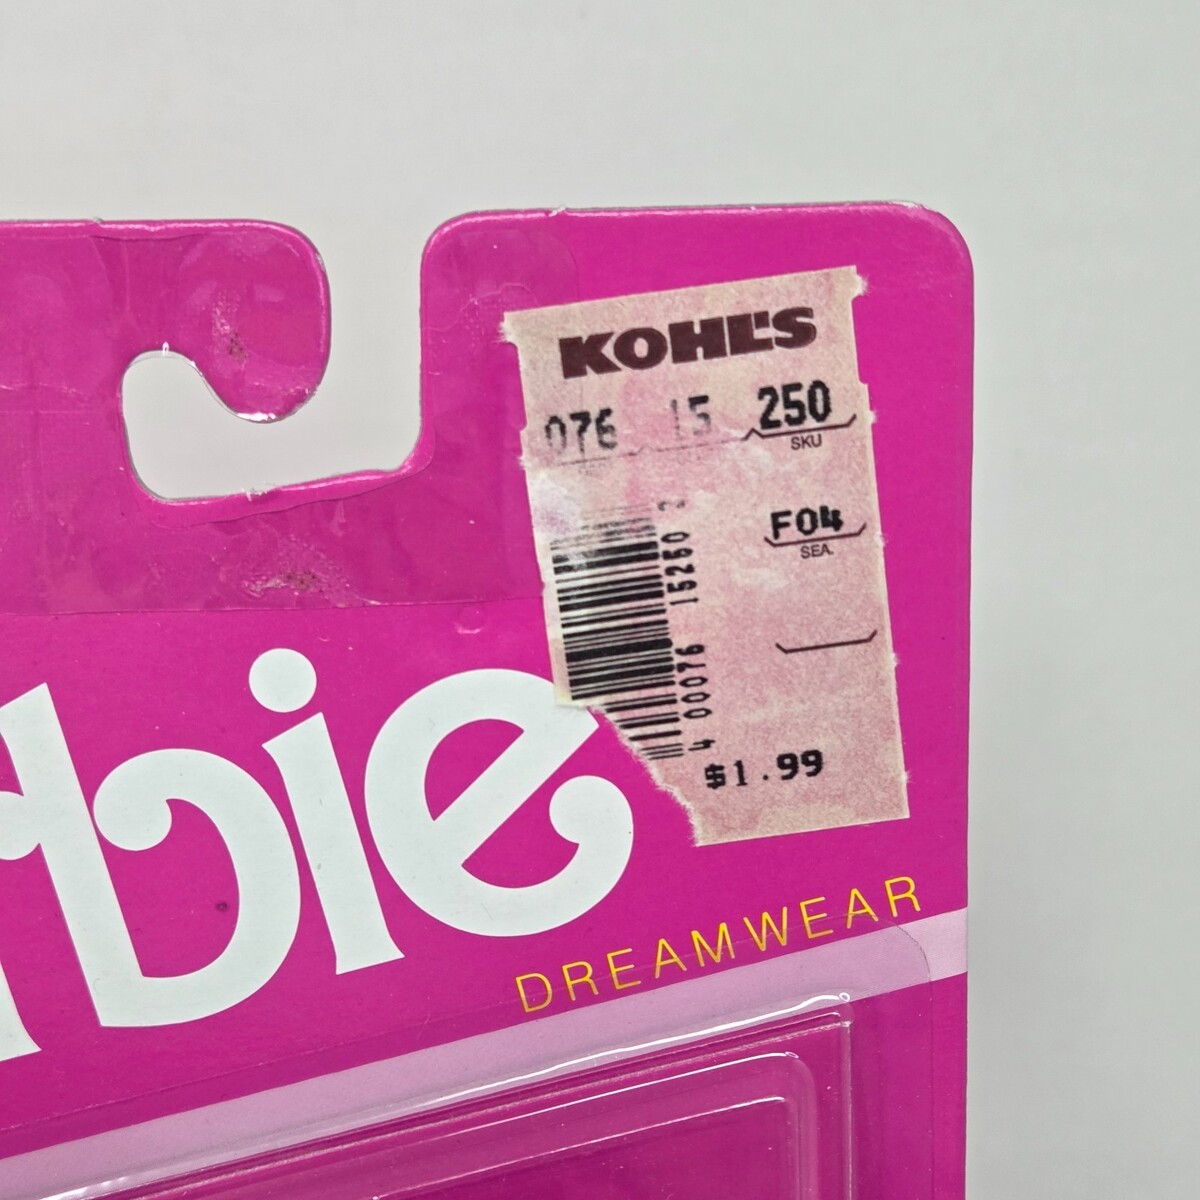 KOHL'S
076 15 250
SKU
F04
SEA.
4 00076 15250
$1.99
rbie
DREAMWEAR